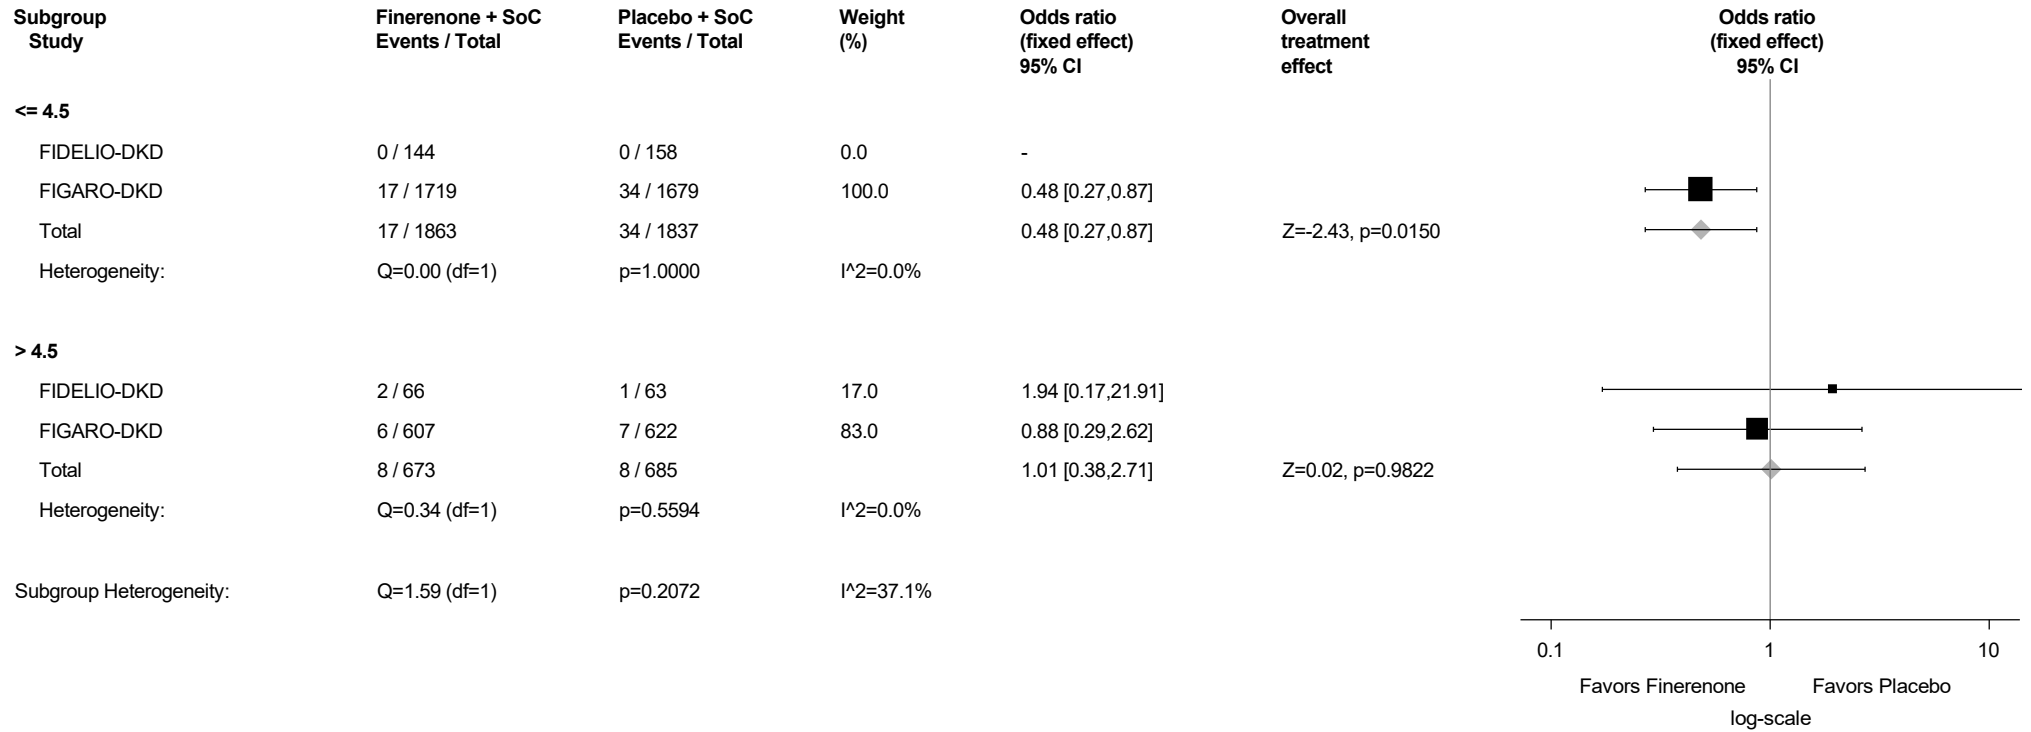 Subgroup Finerenone + SoC Placebo + SoC Weight Odds ratio Overall Odds ratio
Study Events / Total Events / Total (%) (fixed effect) treatment (fixed effect)
95% CI effect 95% CI
<= 4.5
FIDELIO-DKD 0 / 144 0 / 158 0.0 -
FIGARO-DKD 17 / 1719 34 / 1679 100.0 0.48 [0.27,0.87]
Total 17 / 1863 34 / 1837 0.48 [0.27,0.87] Z=-2.43, p=0.0150
Heterogeneity: Q=0.00 (df=1) p=1.0000 I^2=0.0%
> 4.5
FIDELIO-DKD 2 / 66 1 / 63 17.0 1.94 [0.17,21.91]
FIGARO-DKD 6 / 607 7 / 622 83.0 0.88 [0.29,2.62]
Total 8 / 673 8 / 685 1.01 [0.38,2.71] Z=0.02, p=0.9822
Heterogeneity: Q=0.34 (df=1) p=0.5594 I^2=0.0%
Subgroup Heterogeneity: Q=1.59 (df=1) p=0.2072 I^2=37.1%
0.1 1 10
Favors Finerenone Favors Placebo
log-scale